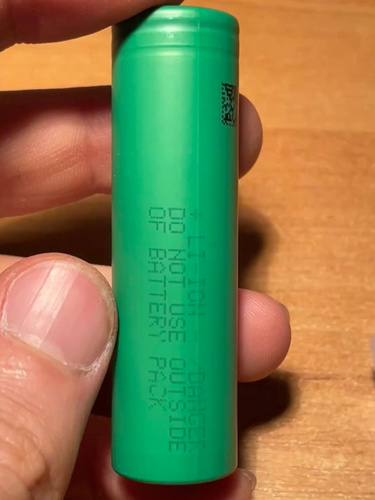 + LI-ION /DANGER
DO NOT USE OUTSIDE
OF BATTERY PACK